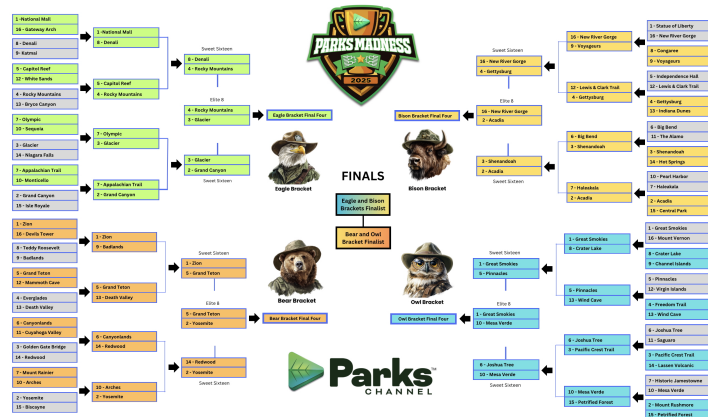 PARKS MADNESS
2025
1 -National Mall
16 - Gateway Arch
8 - Denali
9 - Katmai
5 - Capitol Reef
12 - White Sands
4 - Rocky Mountains
13 - Bryce Canyon
7 - Olympic
10 - Sequoia
3 - Glacier
14 - Niagara Falls
7 - Appalachian Trail
10- Monticello
2 - Grand Canyon
15 - Isle Royale
1 -National Mall
8 - Denali
5 - Capitol Reef
4 - Rocky Mountains
7 - Olympic
3 - Glacier
7 - Appalachian Trail
2 - Grand Canyon
Sweet Sixteen
8 - Denali
4 - Rocky Mountains
Elite 8
4 - Rocky Mountains
3 - Glacier
3 - Glacier
2 - Grand Canyon
Sweet Sixteen
Eagle Bracket Final Four
Eagle Bracket
1 - Zion
16 - Devils Tower
8 - Teddy Roosevelt
9 - Badlands
5 - Grand Teton
12 - Mammoth Cave
4 - Everglades
13 - Death Valley
6 - Canyonlands
11 - Cuyahoga Valley
3 - Golden Gate Bridge
14 - Redwood
7 - Mount Rainier
10 - Arches
2 - Yosemite
15 - Biscayne
1 - Zion
9 - Badlands
5 - Grand Teton
13 - Death Valley
6 - Canyonlands
14 - Redwood
10 - Arches
2 - Yosemite
Sweet Sixteen
1 - Zion
5 - Grand Teton
Elite 8
5 - Grand Teton
2 - Yosemite
14 - Redwood
2 - Yosemite
Sweet Sixteen
Bear Bracket Final Four
Bear Bracket
FINALS
Eagle and Bison
Brackets Finalist
Bear and Owl
Bracket Finalist
Bison Bracket Final Four
Bison Bracket
Sweet Sixteen
16 - New River Gorge
4 - Gettysburg
Elite 8
16 - New River Gorge
2 - Acadia
3 - Shenandoah
2 - Acadia
Sweet Sixteen
16 - New River Gorge
9 - Voyageurs
12 - Lewis & Clark Trail
4 - Gettysburg
6 - Big Bend
3 - Shenandoah
7 - Haleakala
2 - Acadia
1 - Statue of Liberty
16 - New River Gorge
8 - Congaree
9 - Voyageurs
5 - Independence Hall
12 - Lewis & Clark Trail
4 - Gettysburg
13 - Indiana Dunes
6 - Big Bend
11 - The Alamo
3 - Shenandoah
14 - Hot Springs
10 - Pearl Harbor
7 - Haleakala
2 - Acadia
15 - Central Park
Owl Bracket Final Four
Owl Bracket
Sweet Sixteen
1 - Great Smokies
5 - Pinnacles
Elite 8
1 - Great Smokies
10 - Mesa Verde
6 - Joshua Tree
10 - Mesa Verde
Sweet Sixteen
1 - Great Smokies
8 - Crater Lake
5 - Pinnacles
13 - Wind Cave
6 - Joshua Tree
3 - Pacific Crest Trail
10 - Mesa Verde
15 - Petrified Forest
1 - Great Smokies
16 - Mount Vernon
8 - Crater Lake
9 - Channel Islands
5 - Pinnacles
12- Virgin Islands
4 - Freedom Trail
13 - Wind Cave
6 - Joshua Tree
11 - Saguaro
3 - Pacific Crest Trail
14 - Lassen Volcanic
7 - Historic Jamestowne
10 - Mesa Verde
2 - Mount Rushmore
15 - Petrified Forest
Parks™
CHANNEL